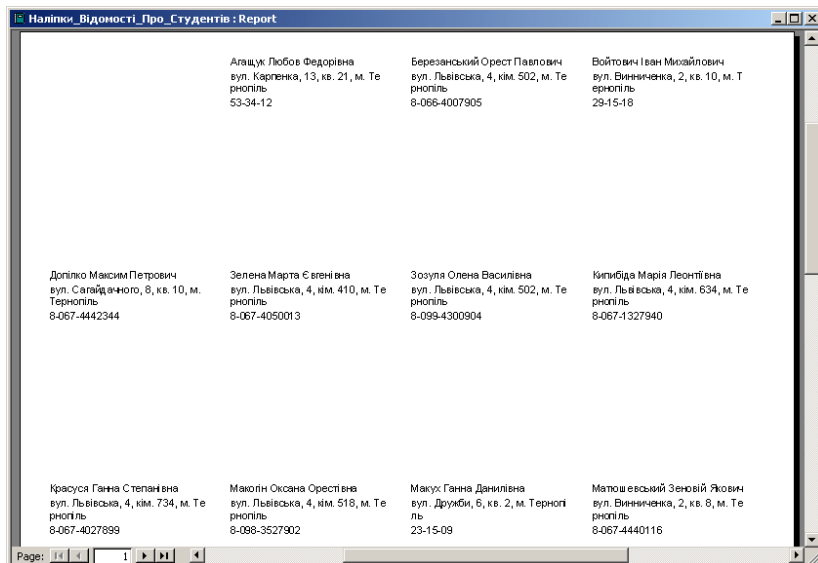 Наліпки_Відомості_Про_Студентів : Report
Агащук Любов Федорівна
вул. Карпенка, 13, кв. 21, м. Те
рнопіль
53-34-12
Березанський Орест Павлович
вул. Львівська, 4, кім. 502, м. Те
рнопіль
8-066-4007905
Войтович Іван Михайлович
вул. Винниченка, 2, кв. 10, м. Т
ернопіль
29-15-18
Допілко Максим Петрович
вул. Сагайдачного, 8, кв. 10, м.
Тернопіль
8-067-4442344
Зелена Марта Євгенівна
вул. Львівська, 4, кім. 410, м. Те
рнопіль
8-067-4050013
Зозуля Олена Василівна
вул. Львівська, 4, кім. 502, м. Те
рнопіль
8-099-4300904
Кипибіда Марія Леонтіївна
вул. Львівська, 4, кім. 634, м. Те
рнопіль
8-067-1327940
Красуся Ганна Степанівна
вул. Львівська, 4, кім. 734, м. Те
рнопіль
8-067-4027899
Макогін Оксана Орестівна
вул. Львівська, 4, кім. 518, м. Те
рнопіль
8-098-3527902
Макух Ганна Данилівна
вул. Дружби, 6, кв. 2, м. Тернопі
ль
23-15-09
Матюшевський Зеновій Якович
вул. Винниченка, 2, кв. 8, м. Те
рнопіль
8-067-4440116
Page: 1